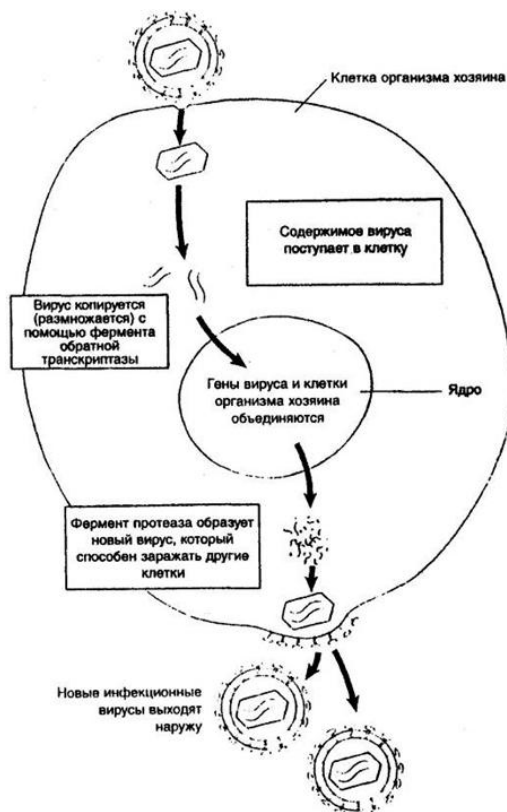 Клетка организма хозяина
Содержимое вируса
поступает в клетку
Вирус копируется
(размножается) с
помощью фермента
обратной
транскриптазы
Гены вируса и клетки
организма хозяина
объединяются
Ядро
Фермент протеаза образует
новый вирус, который
способен заражать другие
клетки
Новые инфекционные
вирусы выходят
наружу